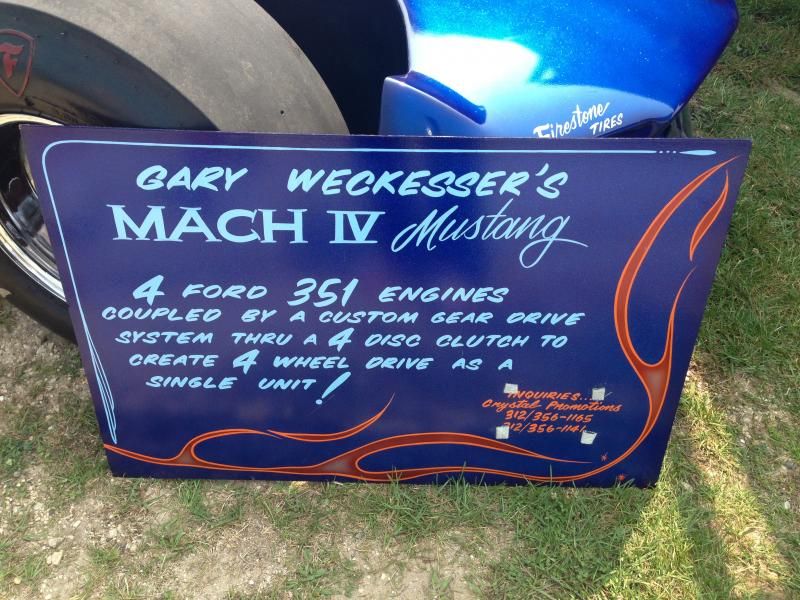 F
Firestone
TIRES
GARY WECKESSER'S
MACH IV Mustang
4 FORD 351 ENGINES
COUPLED BY A CUSTOM GEAR DRIVE
SYSTEM THRU A 4 DISC CLUTCH TO
CREATE 4 WHEEL DRIVE AS A
SINGLE UNIT!
INQUIRIES...
Crystal Promotions
312/356-1165
312/356-1141